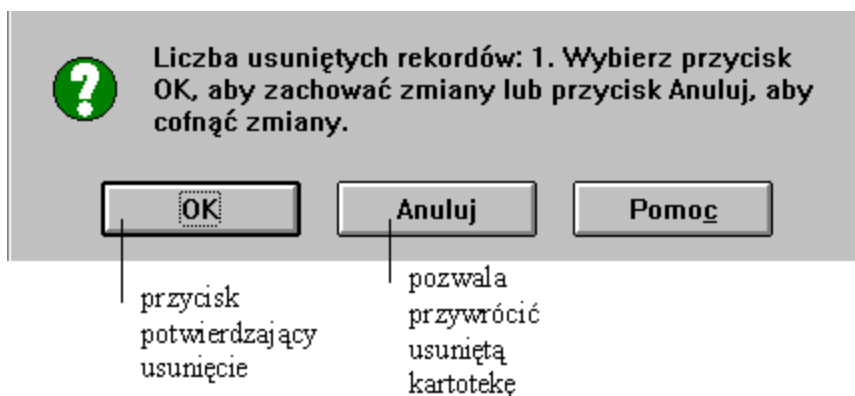 Liczba usuniętych rekordów: 1. Wybierz przycisk
OK, aby zachować zmiany lub przycisk Anuluj, aby
cofnąć zmiany.
OK
Anuluj
Pomoc
przycisk
potwierdzający
usunięcie
pozwala
przywrócić
usuniętą
kartotekę